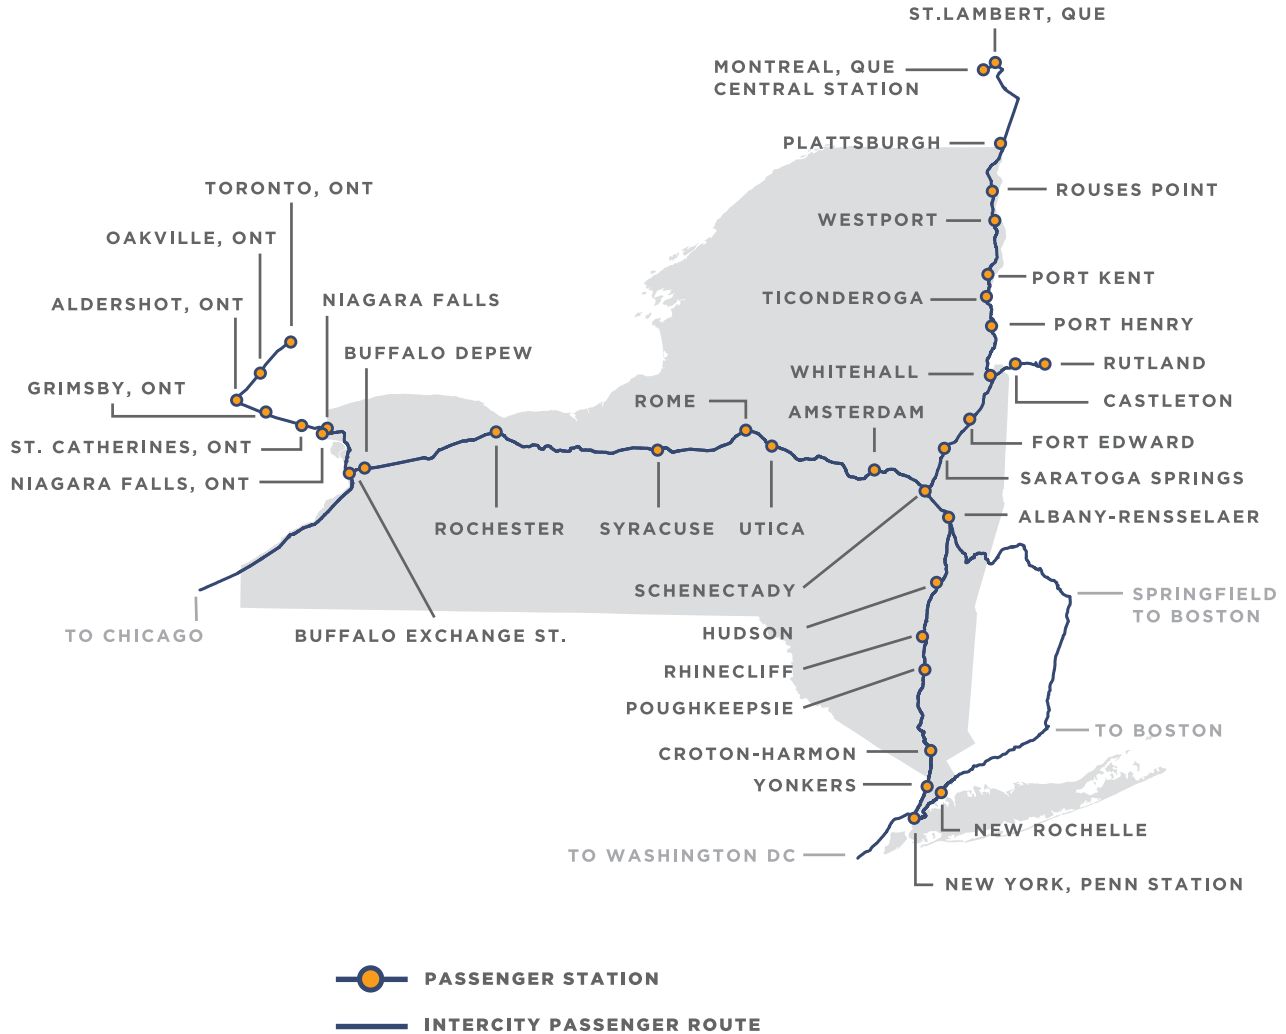 ST.LAMBERT, QUE
MONTREAL, QUE
CENTRAL STATION
PLATTSBURGH
TORONTO, ONT
ROUSES POINT
WESTPORT
OAKVILLE, ONT
PORT KENT
ALDERSHOT, ONT
NIAGARA FALLS
TICONDEROGA
PORT HENRY
BUFFALO DEPEW
RUTLAND
WHITEHALL
GRIMSBY, ONT
ROME
CASTLETON
AMSTERDAM
FORT EDWARD
ST. CATHERINES, ONT
SARATOGA SPRINGS
NIAGARA FALLS, ONT
ALBANY-RENSSELAER
ROCHESTER
SYRACUSE
UTICA
SCHENECTADY
SPRINGFIELD
TO BOSTON
TO CHICAGO
BUFFALO EXCHANGE ST.
HUDSON
RHINECLIFF
POUGHKEEPSIE
TO BOSTON
CROTON-HARMON
YONKERS
NEW ROCHELLE
TO WASHINGTON DC
NEW YORK, PENN STATION
PASSENGER STATION
INTERCITY PASSENGER ROUTE